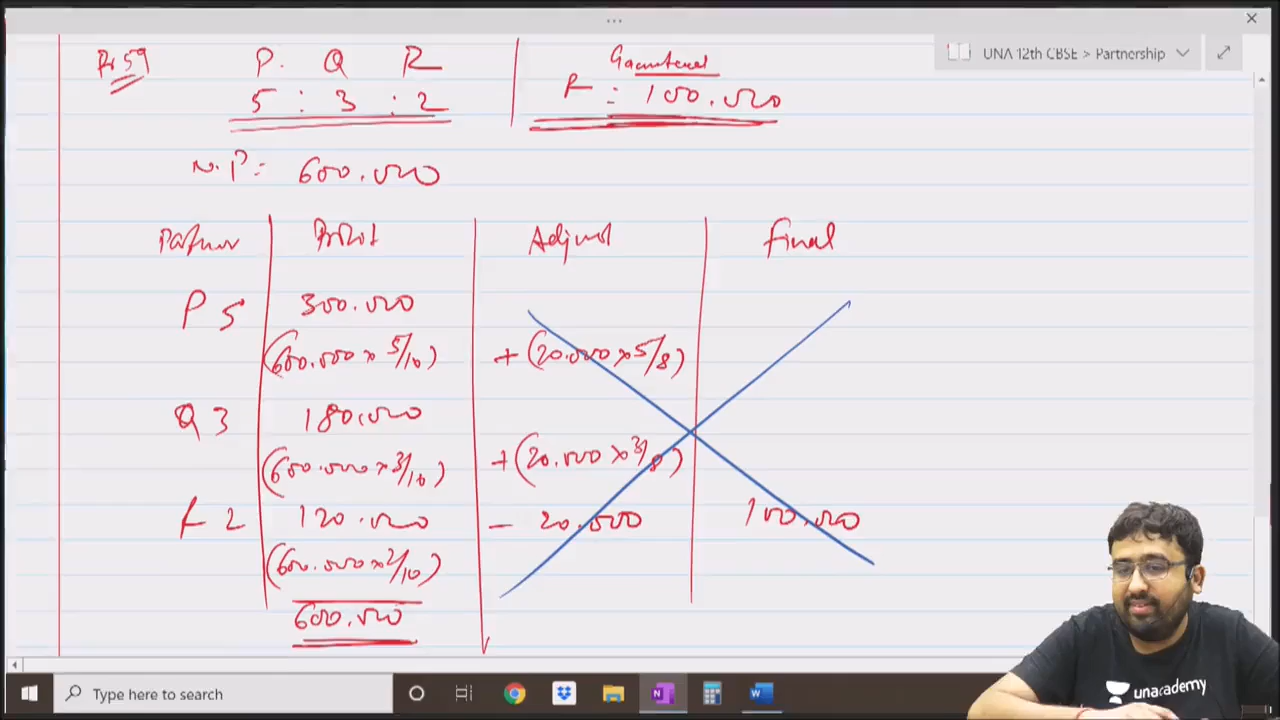 UNA 12th CBSE > Partnership
Pr 59 P. Q R
5 : 3 : 2
Guaranteed
R : 100.000
N.P = 600.000
Partner Profit Adjust Final
P 5 300.000
(600.000 x 5/10) + (20.000 x 5/8)
Q 3 180.000
(600.000 x 3/10) + (20.000 x 3/8)
R 2 120.000 - 20.000 100.000
(600.000 x 2/10)
600.000
unacademy
Type here to search